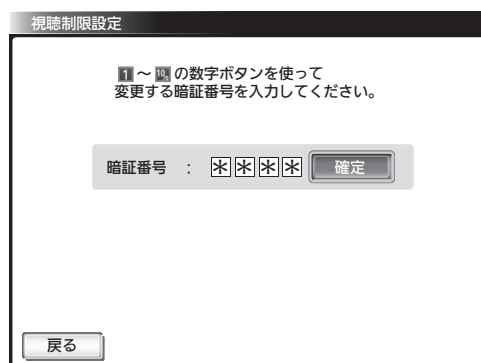 視聴制限設定
1 ～ 10 の数字ボタンを使って
変更する暗証番号を入力してください。
暗証番号 ： ＊＊＊＊ 確定
戻る